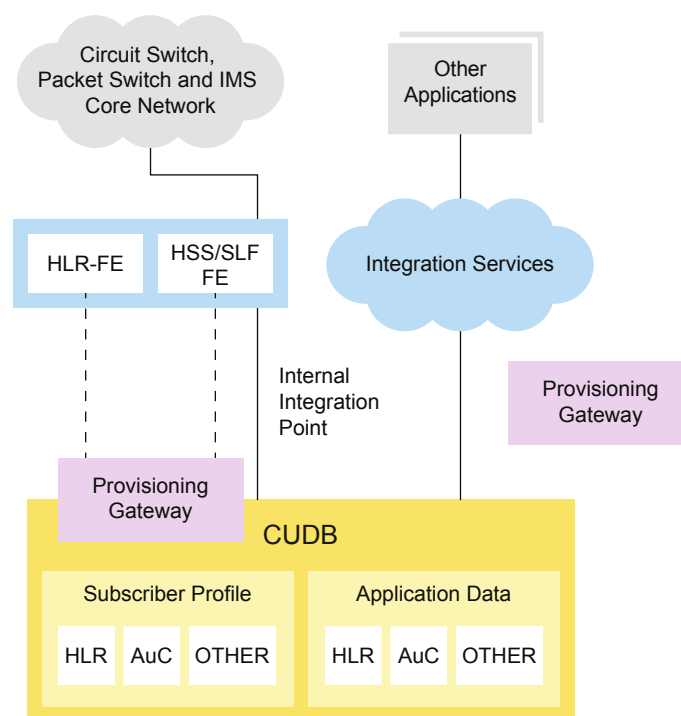 Circuit Switch,
Packet Switch and IMS
Core Network
Other
Applications
HLR-FE
HSS/SLF
FE
Integration Services
Internal
Integration
Point
Provisioning
Gateway
Provisioning
Gateway
CUDB
Subscriber Profile
HLR
AuC
OTHER
Application Data
HLR
AuC
OTHER